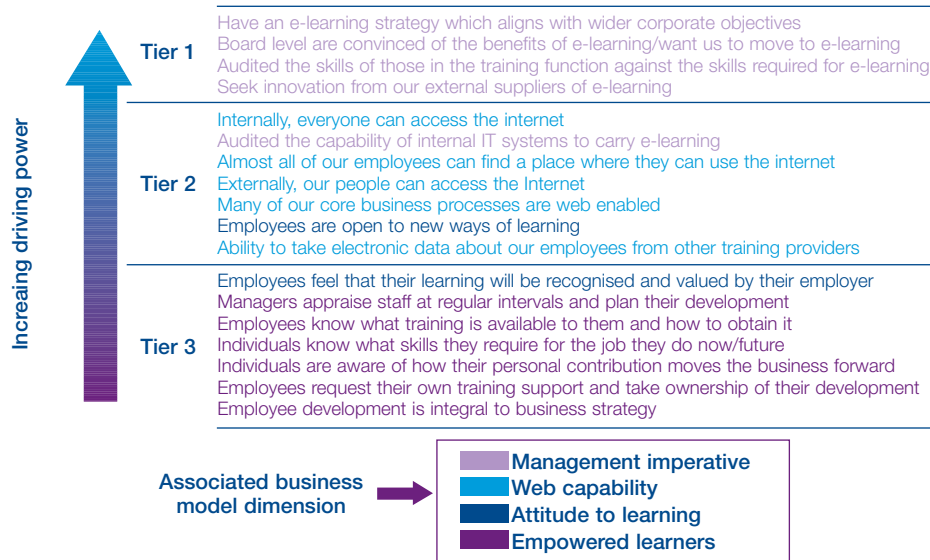 Increaing driving power
Tier 1
Have an e-learning strategy which aligns with wider corporate objectives
Board level are convinced of the benefits of e-learning/want us to move to e-learning
Audited the skills of those in the training function against the skills required for e-learning
Seek innovation from our external suppliers of e-learning
Tier 2
Internally, everyone can access the internet
Audited the capability of internal IT systems to carry e-learning
Almost all of our employees can find a place where they can use the internet
Externally, our people can access the Internet
Many of our core business processes are web enabled
Employees are open to new ways of learning
Ability to take electronic data about our employees from other training providers
Tier 3
Employees feel that their learning will be recognised and valued by their employer
Managers appraise staff at regular intervals and plan their development
Employees know what training is available to them and how to obtain it
Individuals know what skills they require for the job they do now/future
Individuals are aware of how their personal contribution moves the business forward
Employees request their own training support and take ownership of their development
Employee development is integral to business strategy
Associated business
model dimension
Management imperative
Web capability
Attitude to learning
Empowered learners